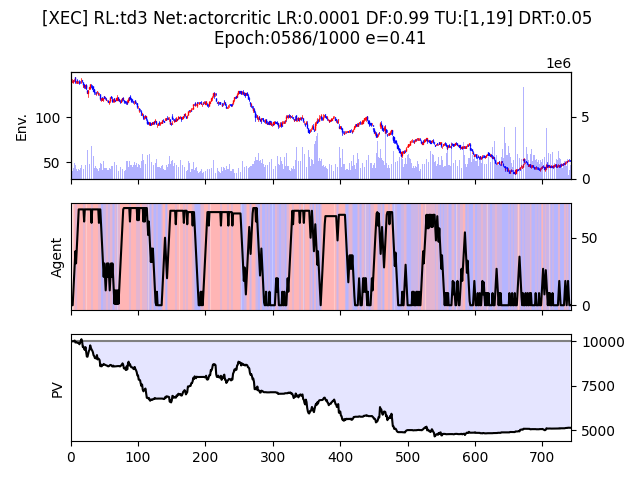 [XEC] RL:td3 Net:actorcritic LR:0.0001 DF:0.99 TU:[1,19] DRT:0.05
Epoch:0586/1000 e=0.41
1e6
Env.
100
50
5
0
Agent
50
0
PV
10000
7500
5000
0 100 200 300 400 500 600 700